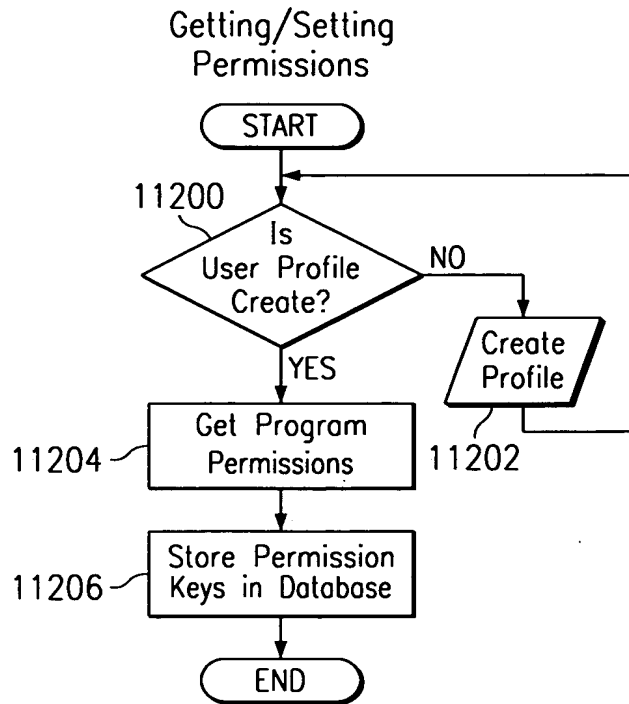 Getting/Setting
Permissions
START
11200
Is
User Profile
Create?
NO
YES
Create
Profile
11202
11204
Get Program
Permissions
11206
Store Permission
Keys in Database
END